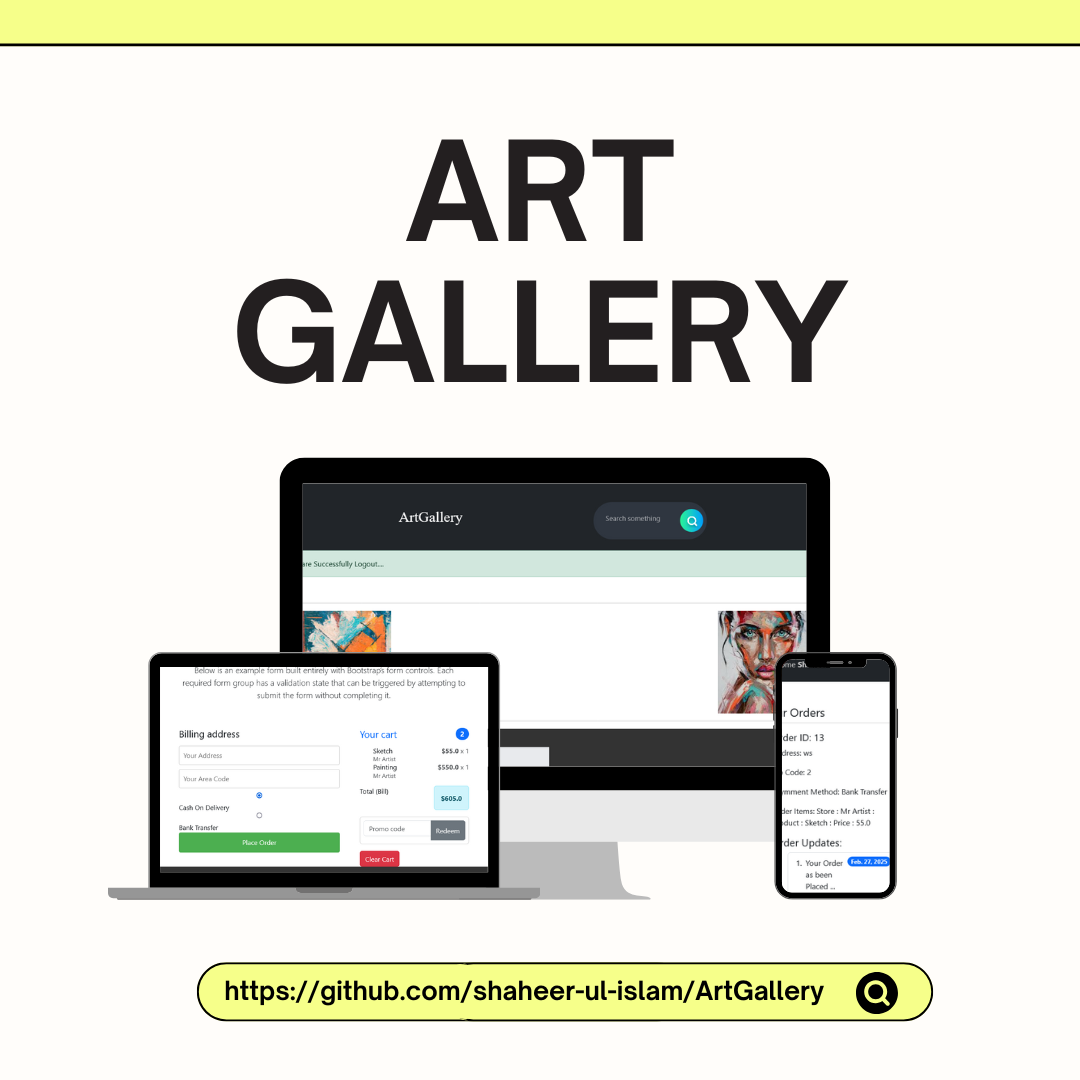 ART
GALLERY
ArtGallery
Search something
are Successfully Logout....
Below is an example form built entirely with Bootstrap's form controls. Each
required form group has a validation state that can be triggered by attempting to
submit the form without completing it.
Billing address
Your Address
Your Area Code
Cash On Delivery
Bank Transfer
Place Order
Your cart
2
Sketch $55.0 x 1
Mr Artist
Painting $550.0 x 1
Mr Artist
Total (Bill)
$605.0
Promo code
Redeem
Clear Cart
me Sh
r Orders
der ID: 13
dress: ws
Code: 2
ymment Method: Bank Transfer
der Items: Store : Mr Artist :
duct : Sketch : Price : 55.0
der Updates:
1. Your Order Feb. 27, 2025
as been
Placed ...
https://github.com/shaheer-ul-islam/ArtGallery